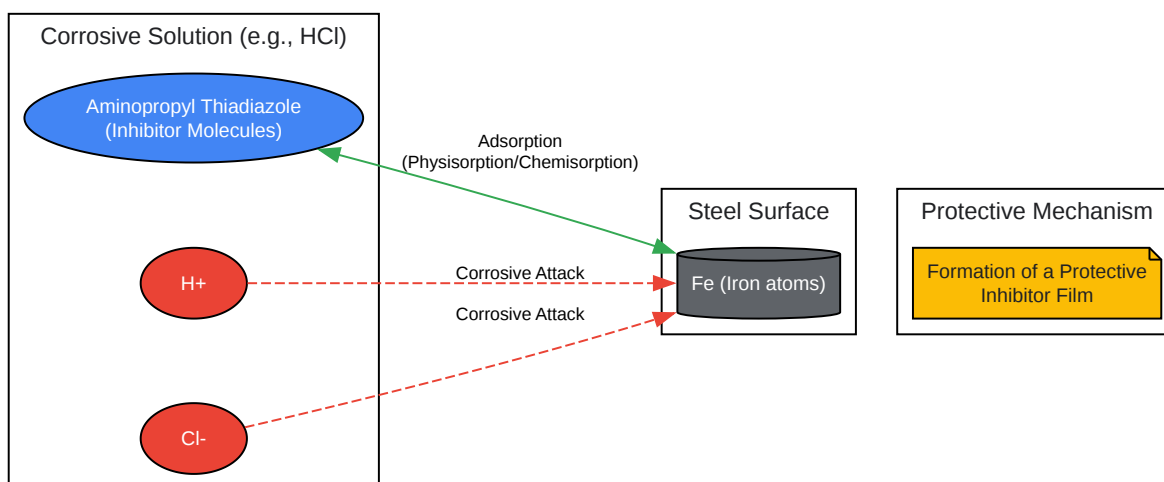 Corrosive Solution (e.g., HCl)
Aminopropyl Thiadiazole
(Inhibitor Molecules)
Adsorption
(Physisorption/Chemisorption)
Steel Surface
Protective Mechanism
H+
Corrosive Attack
Fe (Iron atoms)
Formation of a Protective
Inhibitor Film
Corrosive Attack
Cl-